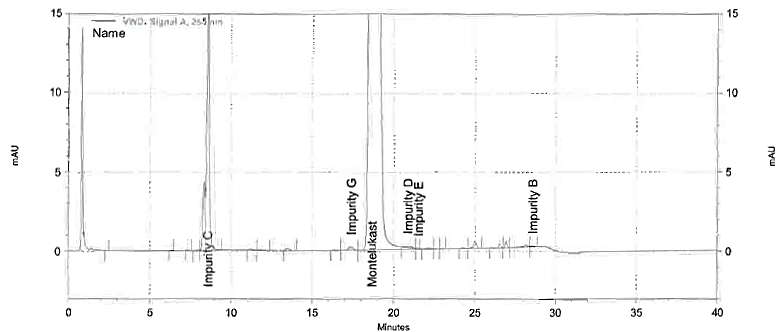 VWD: Signal A, 255 nm
Name
15 15
10 10
mAU mAU
5 5
0 0
Impurity C
Impurity G
Montelukast
Impurity D
Impurity E
Impurity B
0 5 10 15 20 25 30 35 40
Minutes